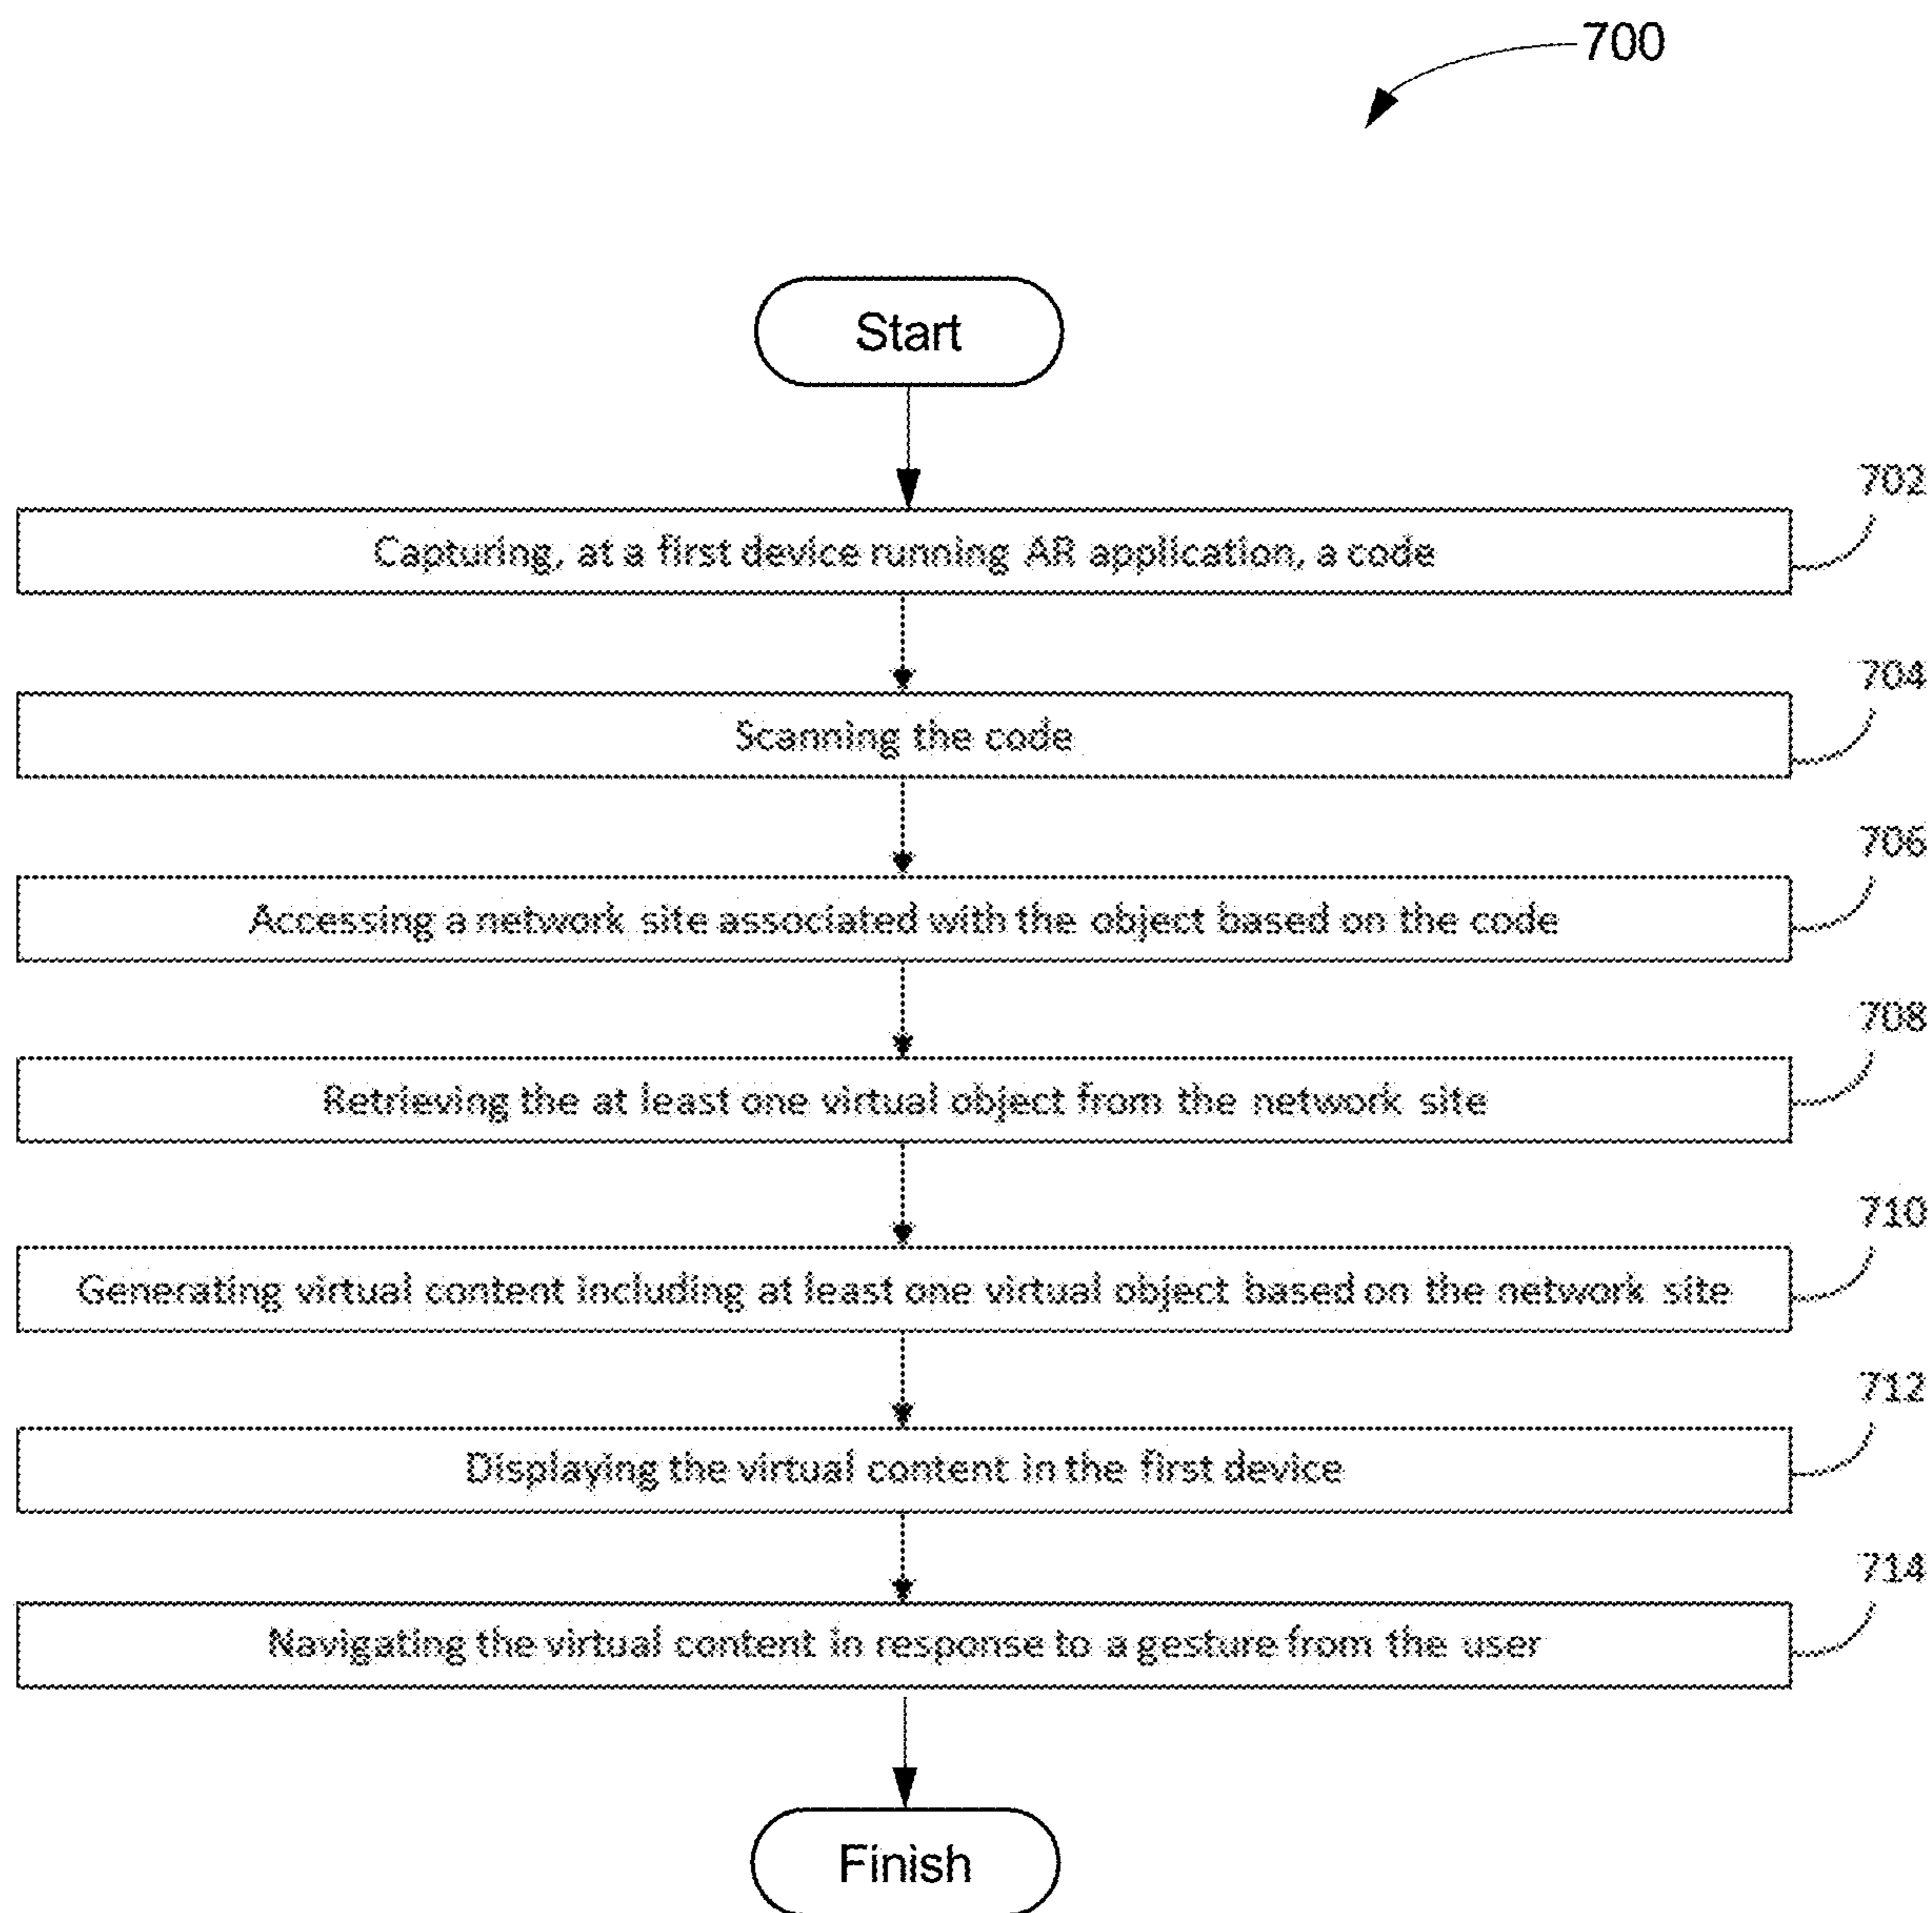 700
Start
702
Capturing, at a first device running AR application, a code
704
Scanning the code
706
Accessing a network site associated with the object based on the code
708
Retrieving the at least one virtual object from the network site
710
Generating virtual content including at least one virtual object based on the network site
712
Displaying the virtual content in the first device
714
Navigating the virtual content in response to a gesture from the user
Finish